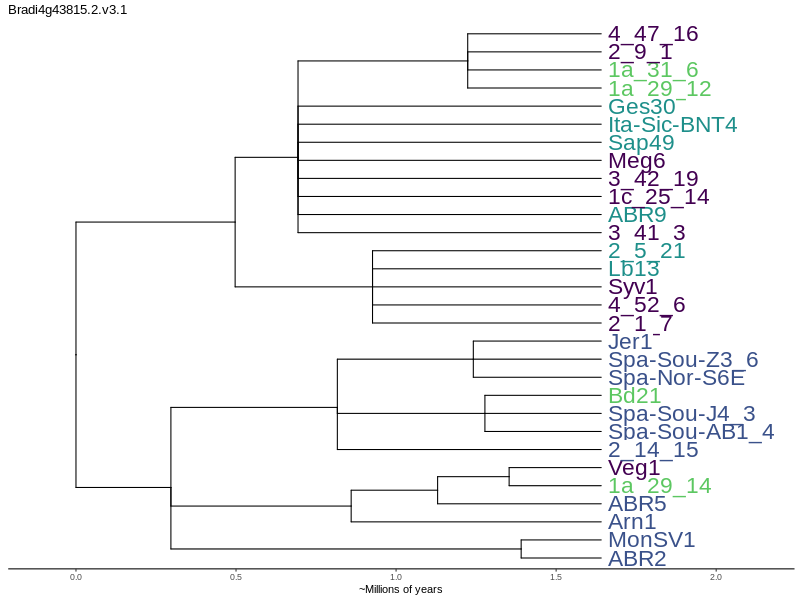 Bradi4g43815.2.v3.1
4_47_16
2_9_1
1a_31_6
1a_29_12
Ges30
Ita-Sic-BNT4
Sap49
Meg6
3_42_19
1c_25_14
ABR9
3_41_3
2_5_21
Lb13
Syv1
4_52_6
2_1_7
Jer1
Spa-Sou-Z3_6
Spa-Nor-S6E
Bd21
Spa-Sou-J4_3
Spa-Sou-AB1_4
2_14_15
Veg1
1a_29_14
ABR5
Arn1
MonSV1
ABR2
0.0 0.5 1.0 1.5 2.0
~Millions of years